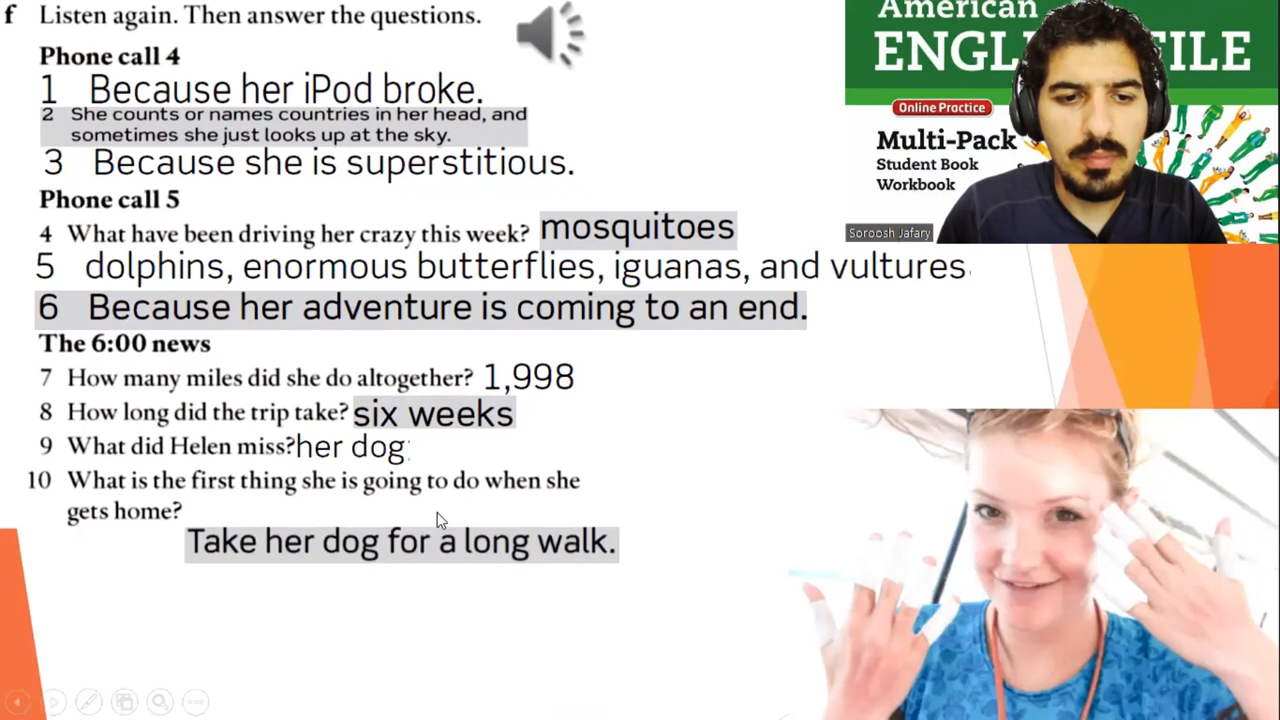 f Listen again. Then answer the questions.
Phone call 4
1 Because her iPod broke.
2 She counts or names countries in her head, and
sometimes she just looks up at the sky.
3 Because she is superstitious.
Phone call 5
4 What have been driving her crazy this week? mosquitoes
5 dolphins, enormous butterflies, iguanas, and vultures
6 Because her adventure is coming to an end.
The 6:00 news
7 How many miles did she do altogether? 1,998
8 How long did the trip take? six weeks
9 What did Helen miss? her dog
10 What is the first thing she is going to do when she
gets home?
Take her dog for a long walk.
American
ENGL ILE
Online Practice
Multi-Pack
Student Book
Workbook
Soroosh Jafary